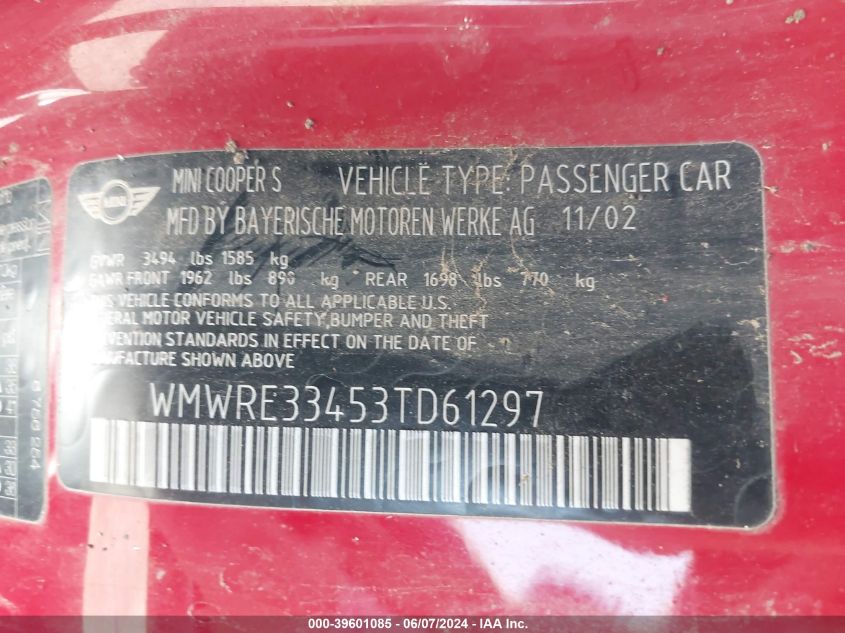 MINI
MINI COOPER S VEHICLE TYPE: PASSENGER CAR
MFD BY BAYERISCHE MOTOREN WERKE AG 11/02
GVWR 3494 lbs 1585 kg
GAWR FRONT 1962 lbs 890 kg REAR 1698 lbs 770 kg
THIS VEHICLE CONFORMS TO ALL APPLICABLE U.S.
FEDERAL MOTOR VEHICLE SAFETY, BUMPER AND THEFT
PREVENTION STANDARDS IN EFFECT ON THE DATE OF
MANUFACTURE SHOWN ABOVE
WMWRE33453TD61297
000-39601085 - 06/07/2024 - IAAI.com